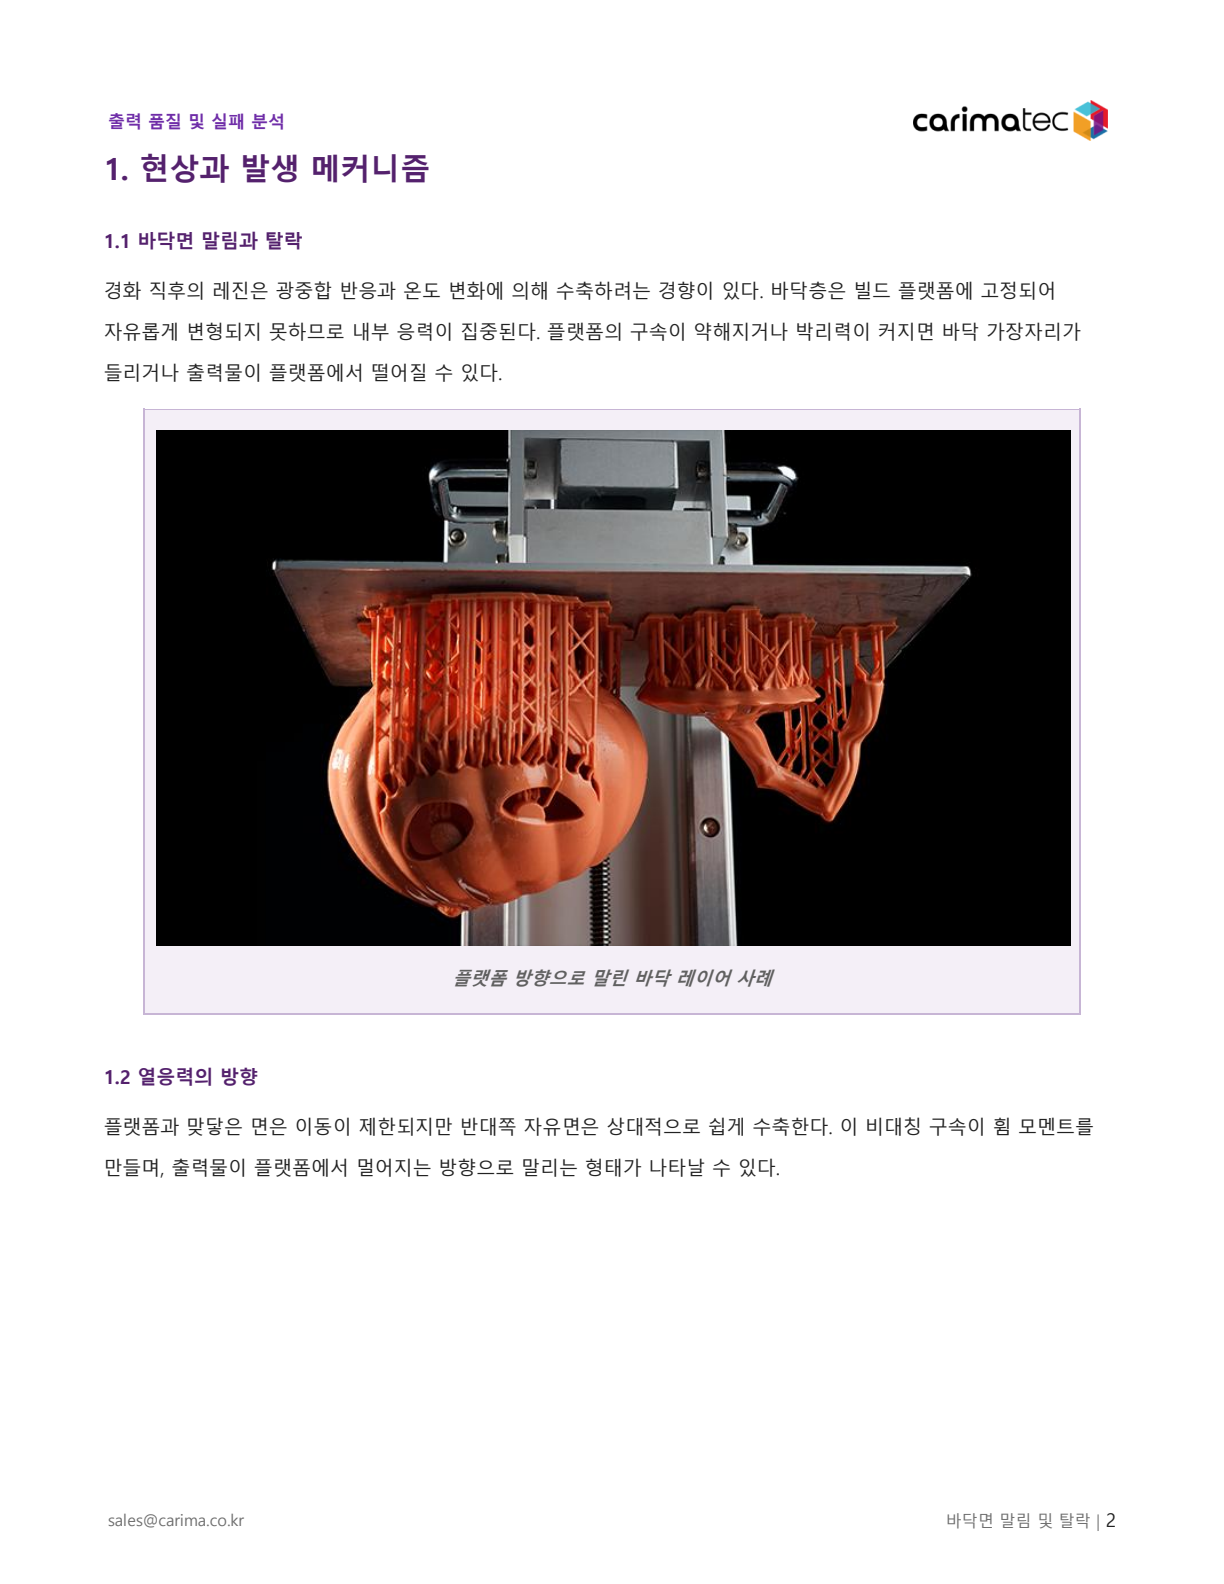 출력 품질 및 실패 분석
carimatec
1. 현상과 발생 메커니즘
1.1 바닥면 말림과 탈락
경화 직후의 레진은 광중합 반응과 온도 변화에 의해 수축하려는 경향이 있다. 바닥층은 빌드 플랫폼에 고정되어
자유롭게 변형되지 못하므로 내부 응력이 집중된다. 플랫폼의 구속이 약해지거나 박리력이 커지면 바닥 가장자리가
들리거나 출력물이 플랫폼에서 떨어질 수 있다.
플랫폼 방향으로 말린 바닥 레이어 사례
1.2 열응력의 방향
플랫폼과 맞닿은 면은 이동이 제한되지만 반대쪽 자유면은 상대적으로 쉽게 수축한다. 이 비대칭 구속이 휨 모멘트를
만들며, 출력물이 플랫폼에서 멀어지는 방향으로 말리는 형태가 나타날 수 있다.
sales@carima.co.kr
바닥면 말림 및 탈락 | 2